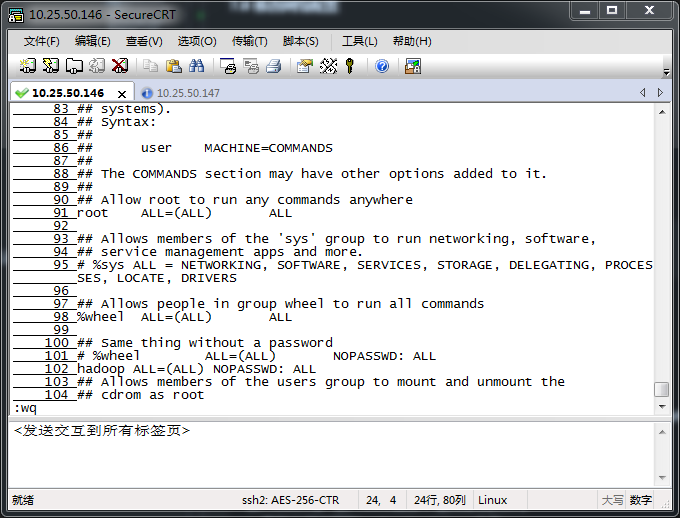 10.25.50.146 - SecureCRT
文件(F) 编辑(E) 查看(V) 选项(O) 传输(T) 脚本(S) 工具(L) 帮助(H)
10.25.50.146 10.25.50.147
83 ## systems).
84 ## Syntax:
85 ##
86 ##      user    MACHINE=COMMANDS
87 ##
88 ## The COMMANDS section may have other options added to it.
89 ##
90 ## Allow root to run any commands anywhere
91 root    ALL=(ALL)       ALL
92
93 ## Allows members of the 'sys' group to run networking, software,
94 ## service management apps and more.
95 # %sys ALL = NETWORKING, SOFTWARE, SERVICES, STORAGE, DELEGATING, PROCES
SES, LOCATE, DRIVERS
96
97 ## Allows people in group wheel to run all commands
98 %wheel  ALL=(ALL)       ALL
99
100 ## Same thing without a password
101 # %wheel        ALL=(ALL)       NOPASSWD: ALL
102 hadoop ALL=(ALL) NOPASSWD: ALL
103 ## Allows members of the users group to mount and unmount the
104 ## cdrom as root
:wq
<发送交互到所有标签页>
就绪 ssh2: AES-256-CTR 24, 4 24行, 80列 Linux 大写 数字